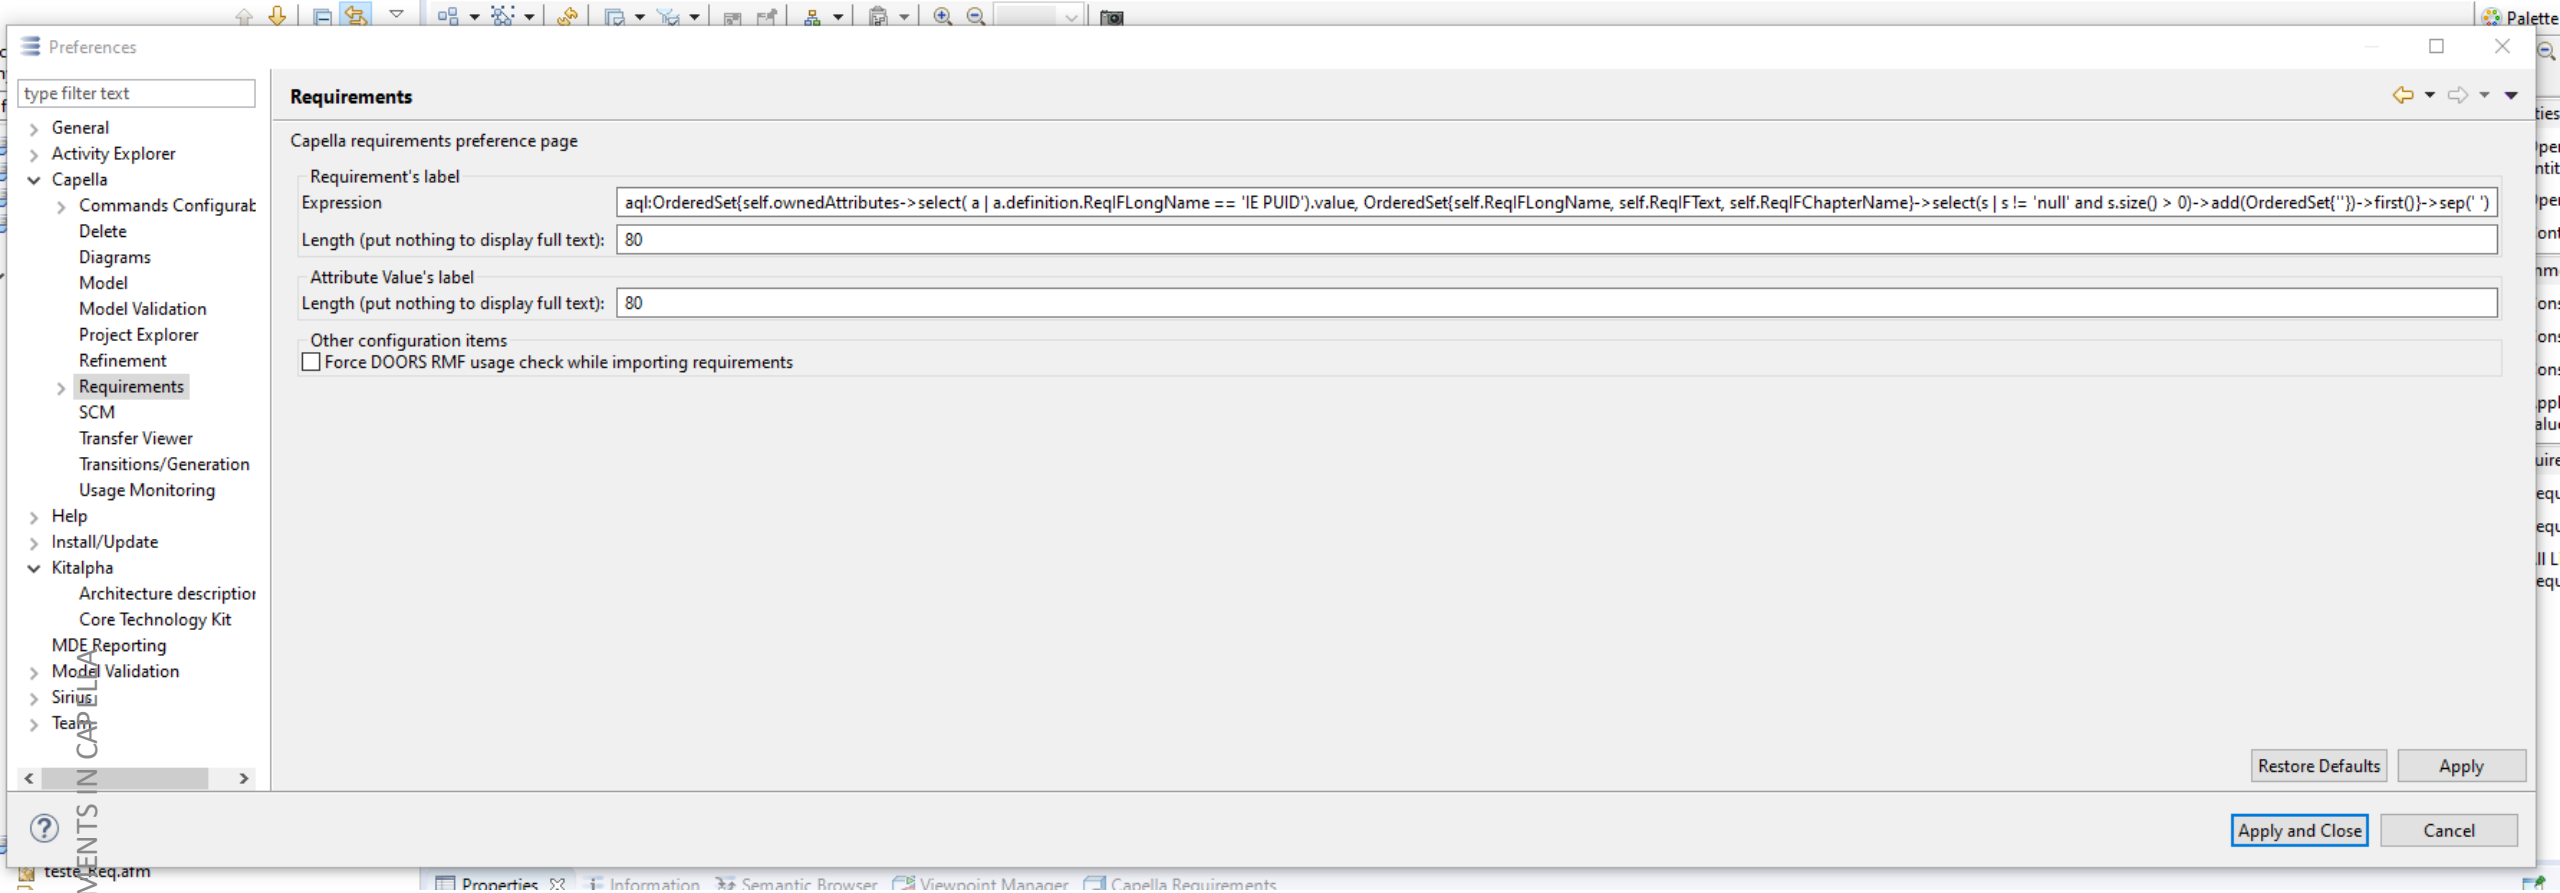 Palette
Preferences
type filter text
General
Activity Explorer
Capella
Commands Configurab
Delete
Diagrams
Model
Model Validation
Project Explorer
Refinement
Requirements
SCM
Transfer Viewer
Transitions/Generation
Usage Monitoring
Help
Install/Update
Kitalpha
Architecture description
Core Technology Kit
MDE Reporting
Model Validation
Sirius
Team
Requirements
Capella requirements preference page
Requirement's label
Expression
aql:OrderedSet{self.ownedAttributes->select( a | a.definition.ReqIFLongName == 'IE PUID').value, OrderedSet{self.ReqIFLongName, self.ReqIFText, self.ReqIFChapterName}->select(s | s != 'null' and s.size() > 0)->add(OrderedSet{''})->first()}->sep(' ')
Length (put nothing to display full text): 80
Attribute Value's label
Length (put nothing to display full text): 80
Other configuration items
Force DOORS RMF usage check while importing requirements
Restore Defaults Apply
Apply and Close Cancel
IN CAPELLA
Properties Information Semantic Browser Viewpoint Manager Capella Requirements